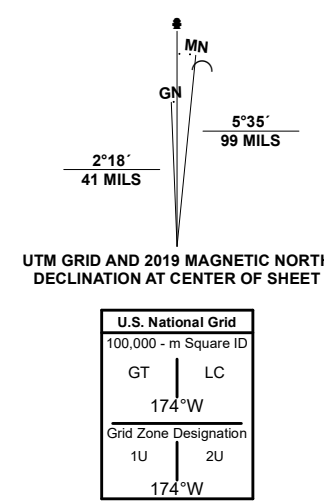 MN
GN
5°35´
99 MILS
2°18´
41 MILS
UTM GRID AND 2019 MAGNETIC NORTH
DECLINATION AT CENTER OF SHEET
U.S. National Grid
100,000 - m Square ID
GT LC
174°W
Grid Zone Designation
1U 2U
174°W